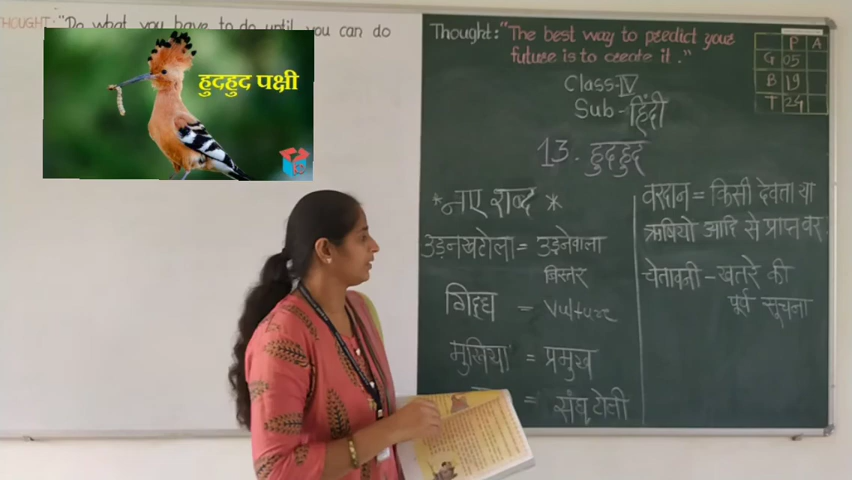 THOUGHT: "Do what you have to do until you can do
हुदहुद पक्षी
Thought: "The best way to predict your
future is to create it."
Class-IV
Sub-हिंदी
13. हुदहुद
P A
G 05
B 19
T 24
*नए शब्द *
उड़नखटोला = उड़नेवाला
बिस्तर
गिद्ध = Vulture
मुखिया = प्रमुख
= संघ टोली
वरदान = किसी देवता या
ऋषियो आदि से प्राप्त वर
चेतावनी - खतरे की
पूर्व सूचना